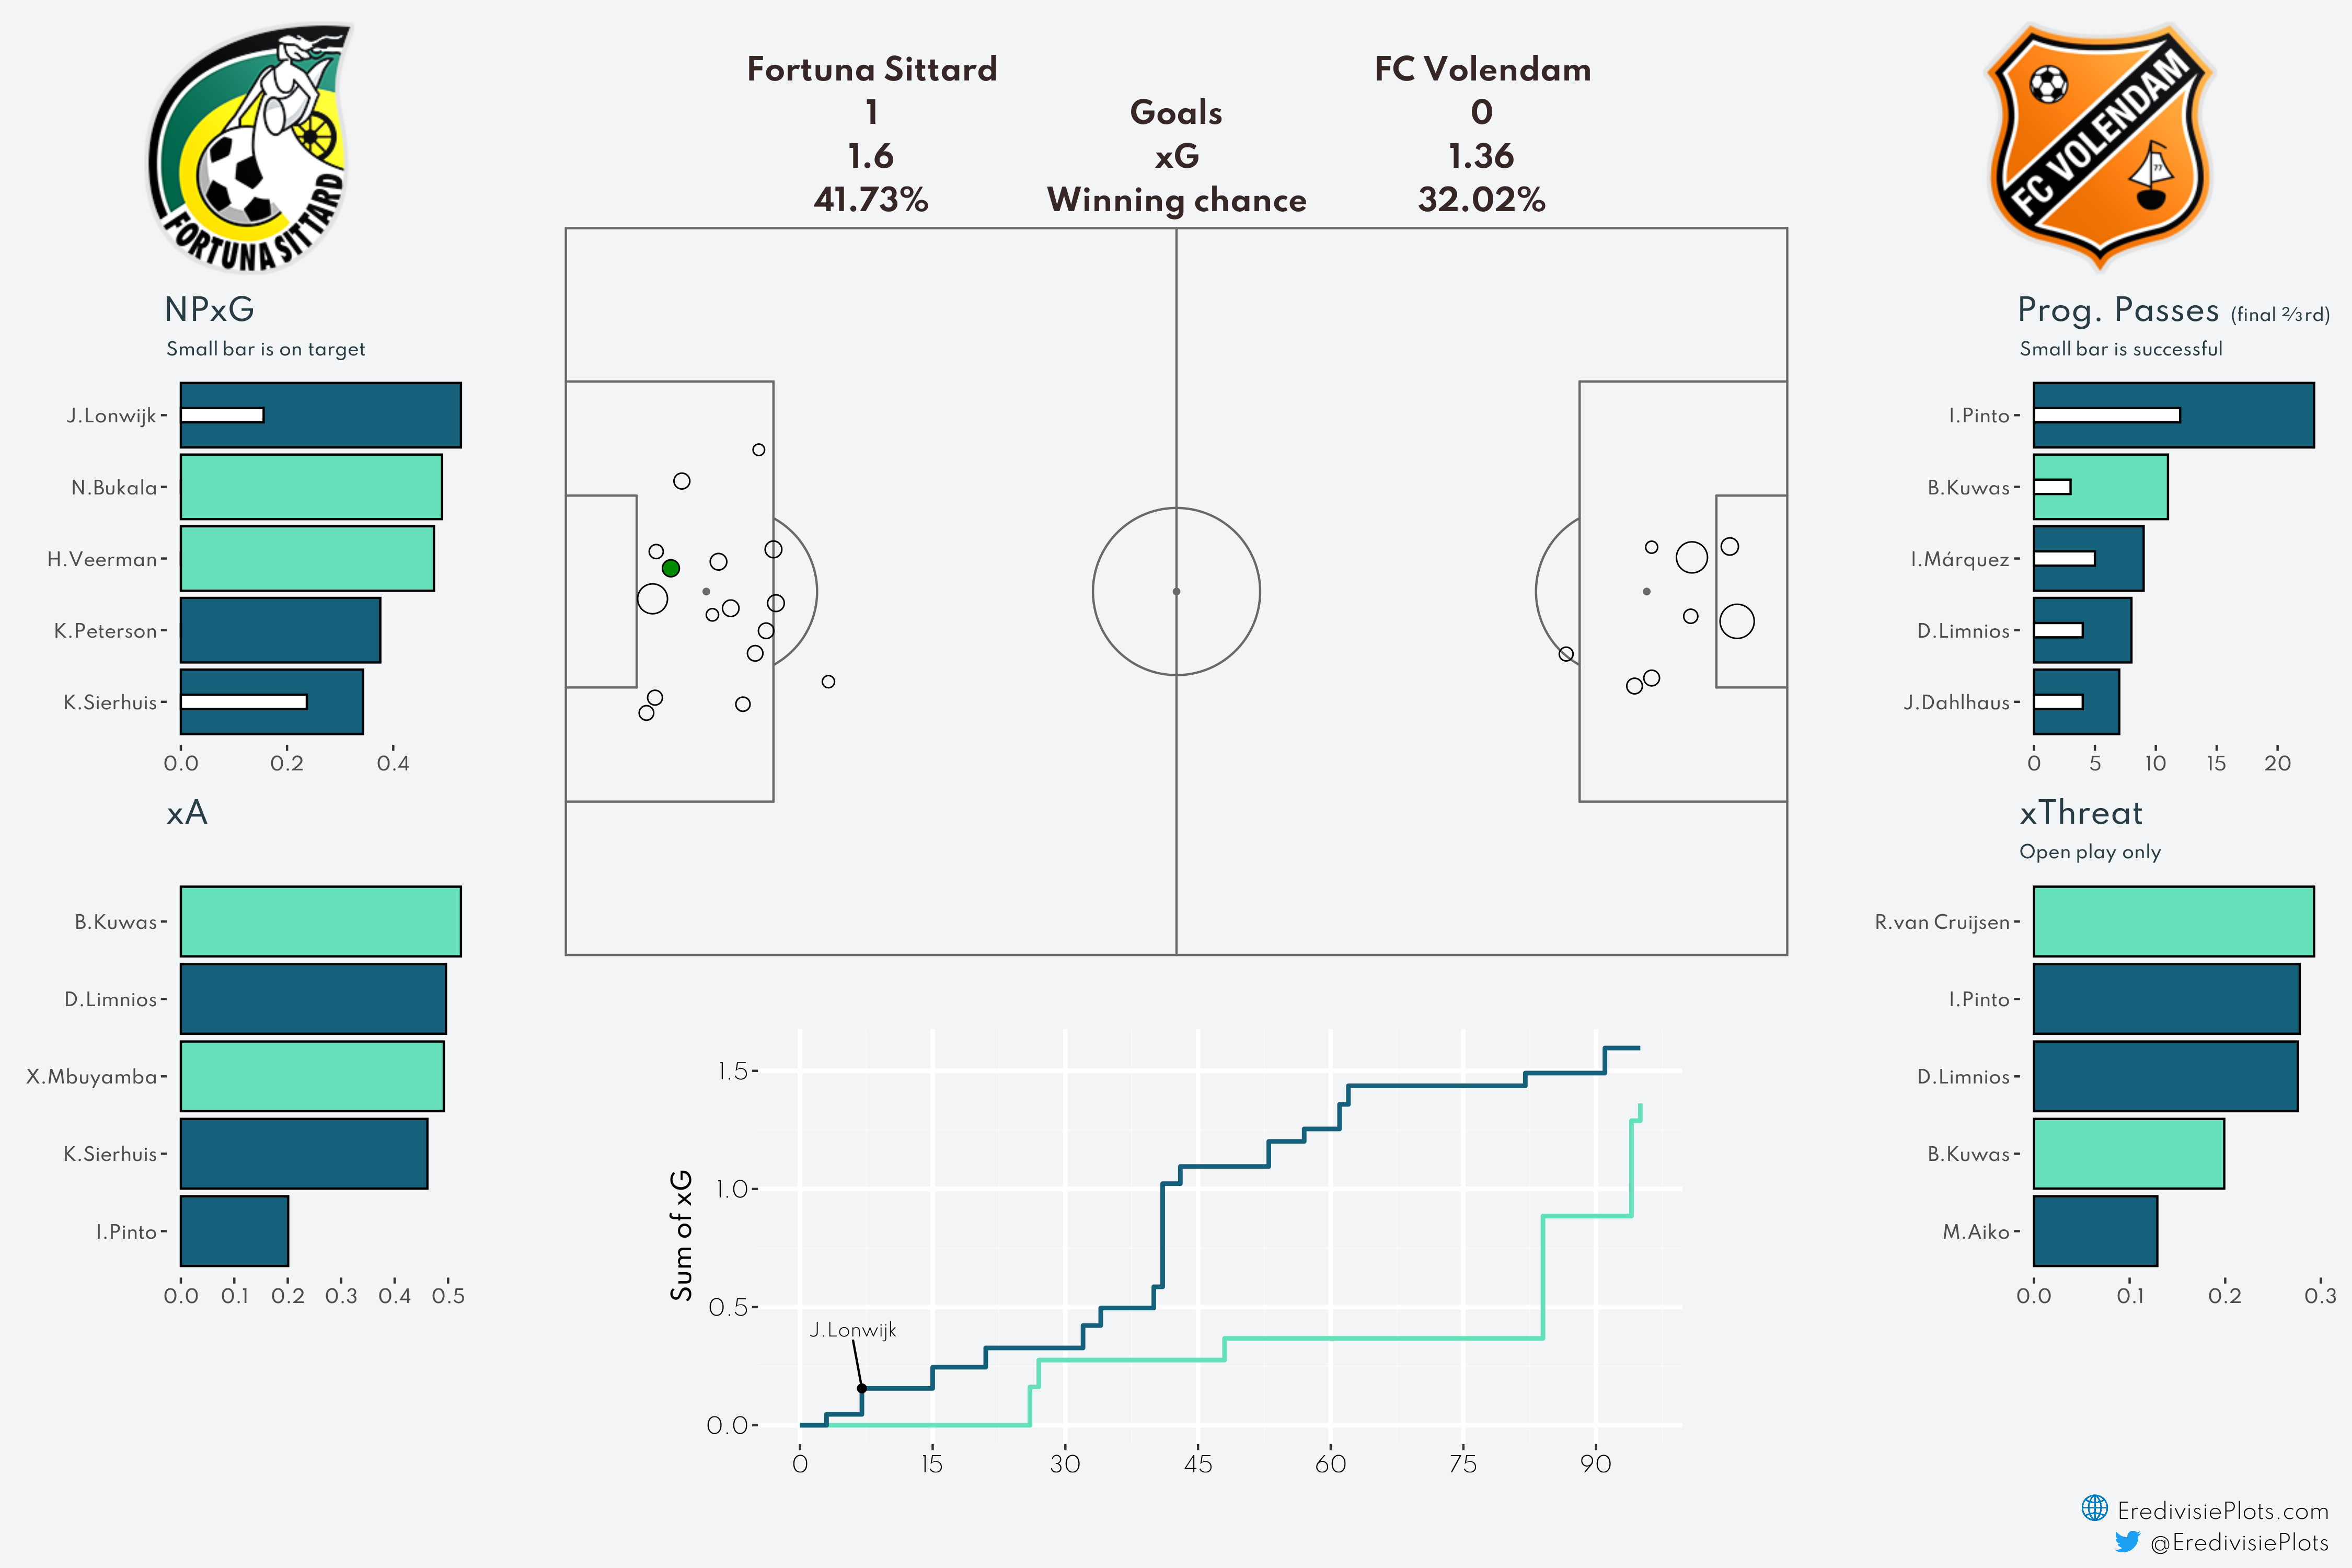 Fortuna Sittard FC Volendam
1 Goals 0
1.6 xG 1.36
41.73% Winning chance 32.02%
FORTUNA SITTARD
FC VOLENDAM
77
NPxG
Small bar is on target
J.Lonwijk
N.Bukala
H.Veerman
K.Peterson
K.Sierhuis
0.0 0.2 0.4
xA
B.Kuwas
D.Limnios
X.Mbuyamba
K.Sierhuis
I.Pinto
0.0 0.1 0.2 0.3 0.4 0.5
Sum of xG
1.5
1.0
0.5
0.0
J.Lonwijk
0 15 30 45 60 75 90
Prog. Passes (final ⅔rd)
Small bar is successful
I.Pinto
B.Kuwas
I.Márquez
D.Limnios
J.Dahlhaus
0 5 10 15 20
xThreat
Open play only
R.van Cruijsen
I.Pinto
D.Limnios
B.Kuwas
M.Aiko
0.0 0.1 0.2 0.3
EredivisiePlots.com
@EredivisiePlots